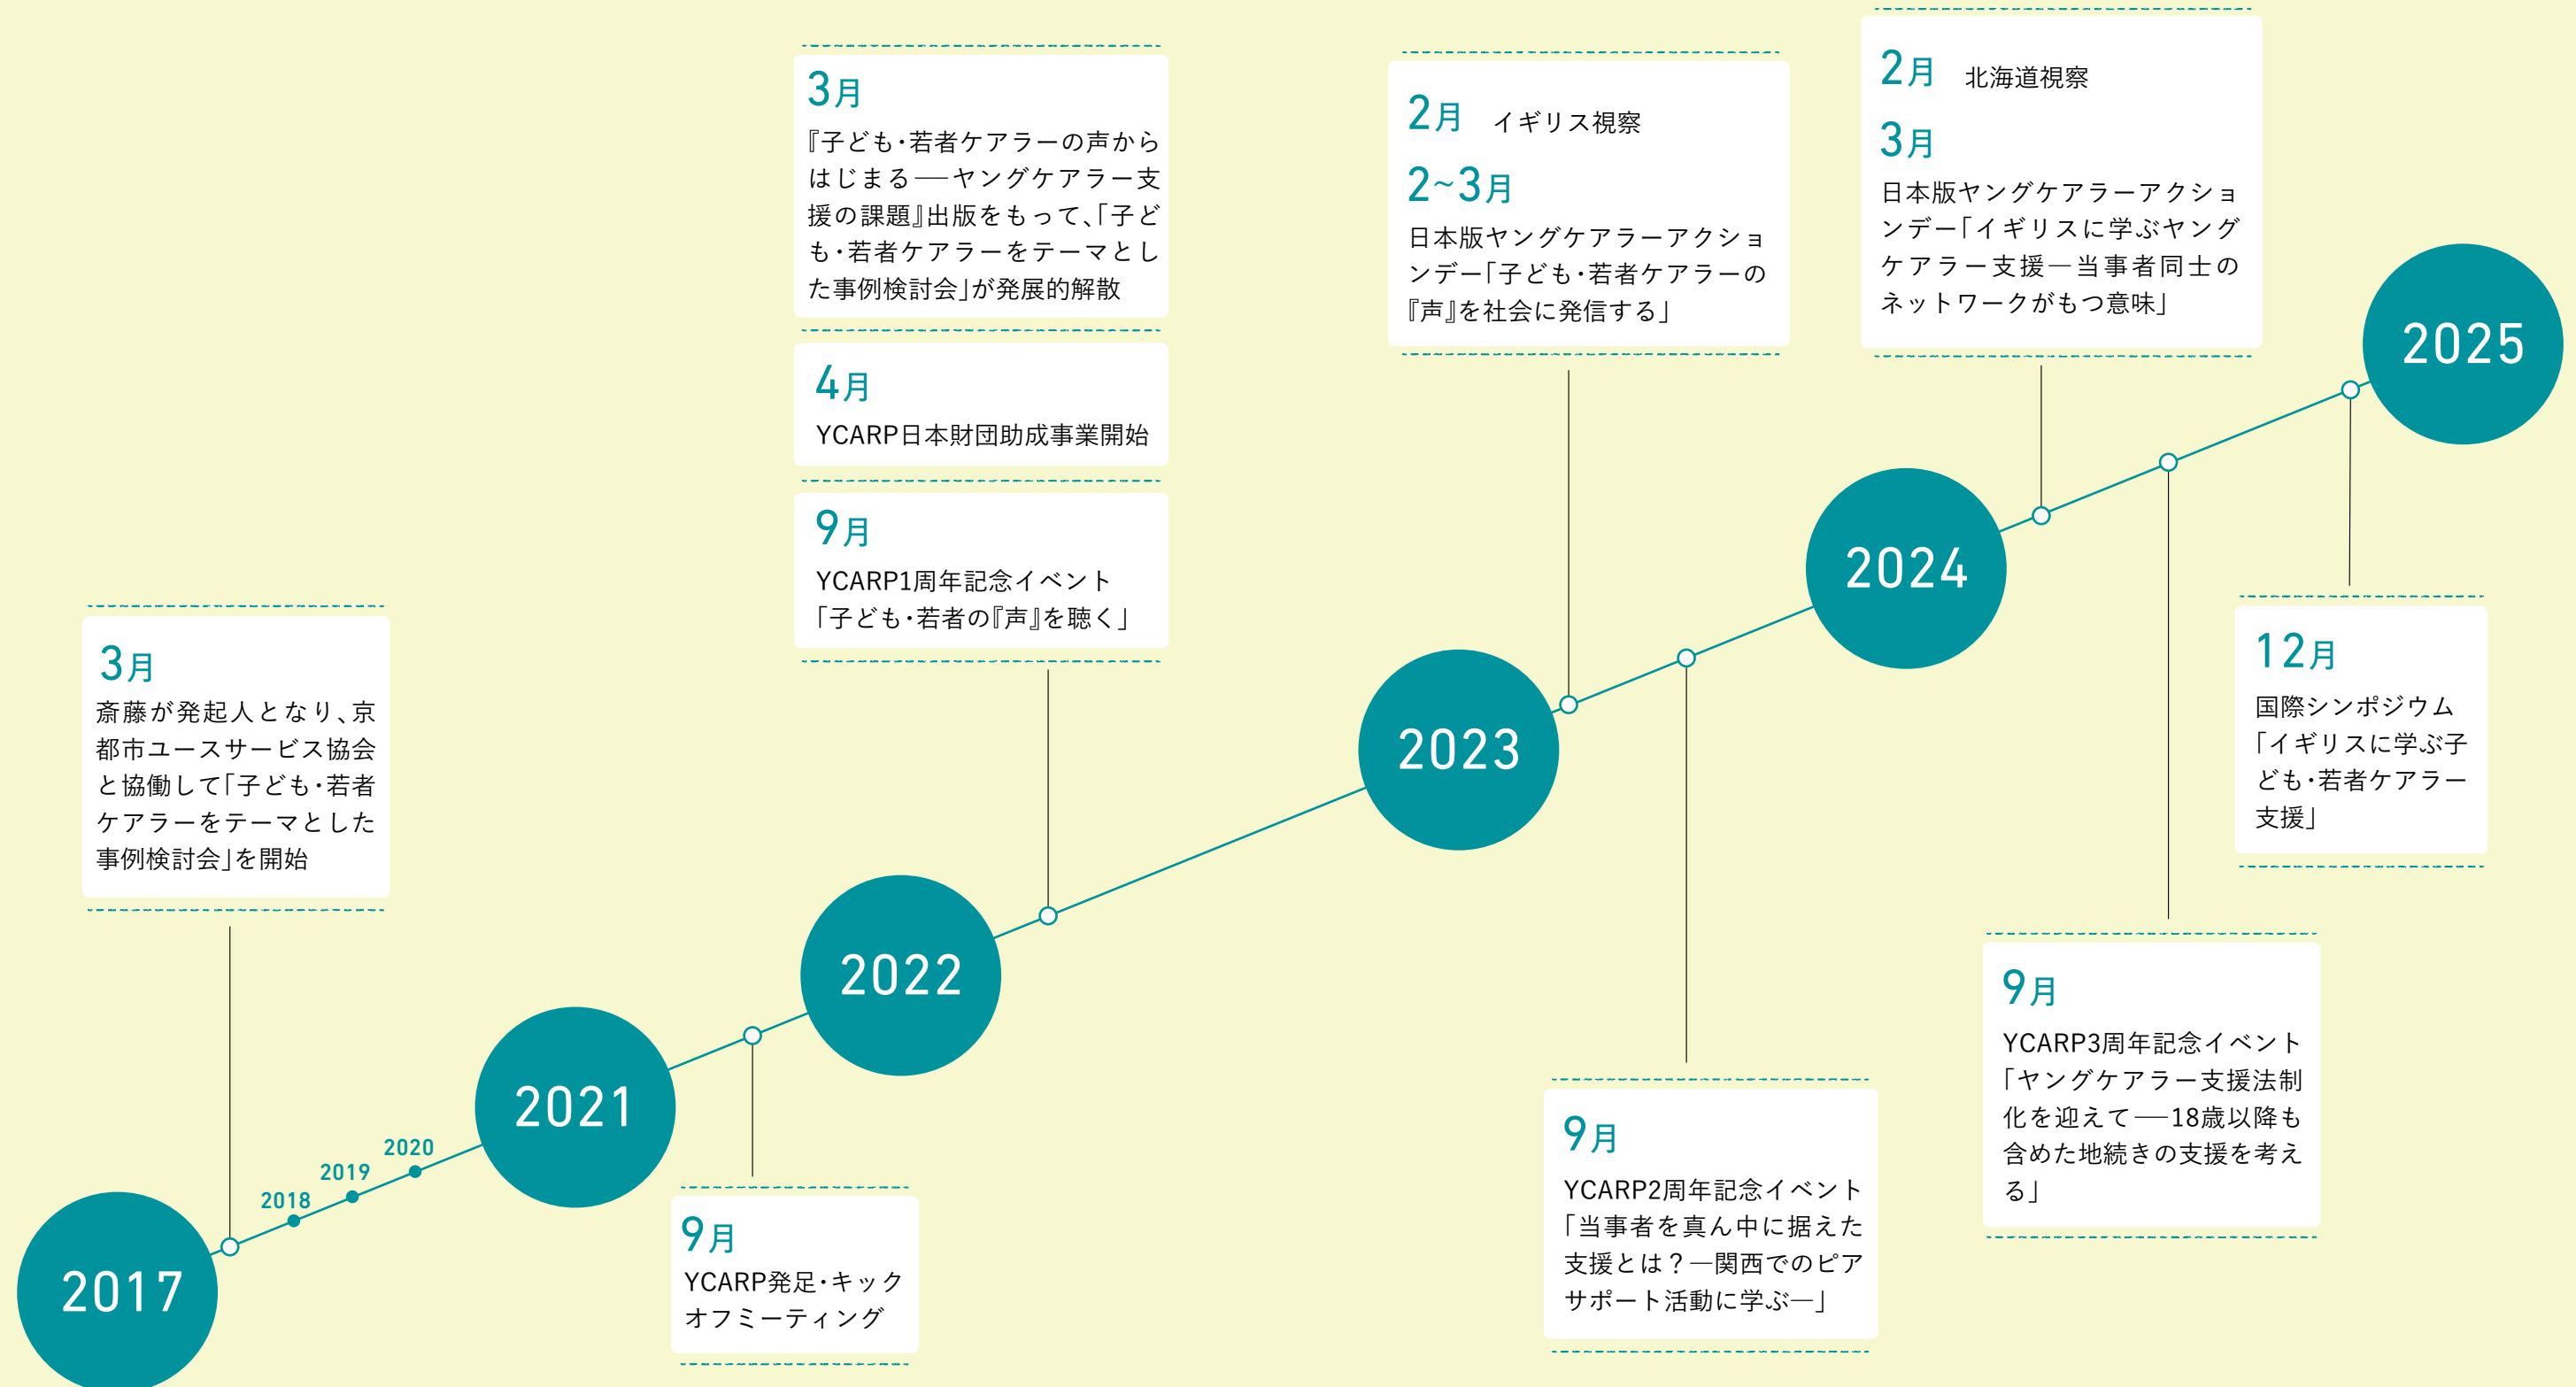 2017
3月
斎藤が発起人となり、京
都市ユースサービス協会
と協働して「子ども・若者
ケアラーをテーマとした
事例検討会」を開始
2018
2019
2020
2021
9月
YCARP発足・キック
オフミーティング
2022
3月
『子ども・若者ケアラーの声から
はじまる──ヤングケアラー支
援の課題』出版をもって、「子ど
も・若者ケアラーをテーマとし
た事例検討会」が発展的解散
4月
YCARP日本財団助成事業開始
9月
YCARP1周年記念イベント
「子ども・若者の『声』を聴く」
2023
2月 イギリス視察
2~3月
日本版ヤングケアラーアクショ
ンデー「子ども・若者ケアラーの
『声』を社会に発信する」
9月
YCARP2周年記念イベント
「当事者を真ん中に据えた
支援とは？―関西でのピア
サポート活動に学ぶ―」
2024
2月 北海道視察
3月
日本版ヤングケアラーアクショ
ンデー「イギリスに学ぶヤング
ケアラー支援―当事者同士の
ネットワークがもつ意味」
9月
YCARP3周年記念イベント
「ヤングケアラー支援法制
化を迎えて──18歳以降も
含めた地続きの支援を考え
る」
12月
国際シンポジウム
「イギリスに学ぶ子
ども・若者ケアラー
支援」
2025